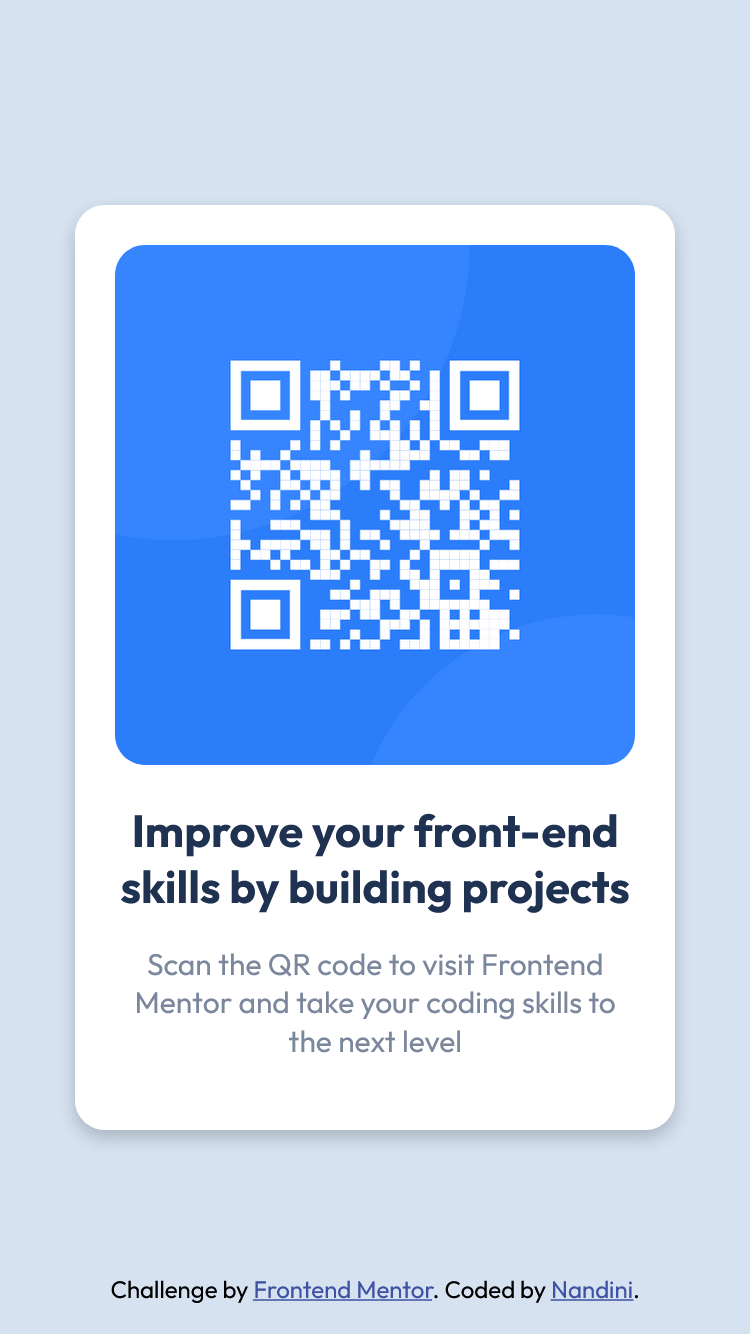 Improve your front-end
skills by building projects
Scan the QR code to visit Frontend
Mentor and take your coding skills to
the next level
Challenge by Frontend Mentor. Coded by Nandini.